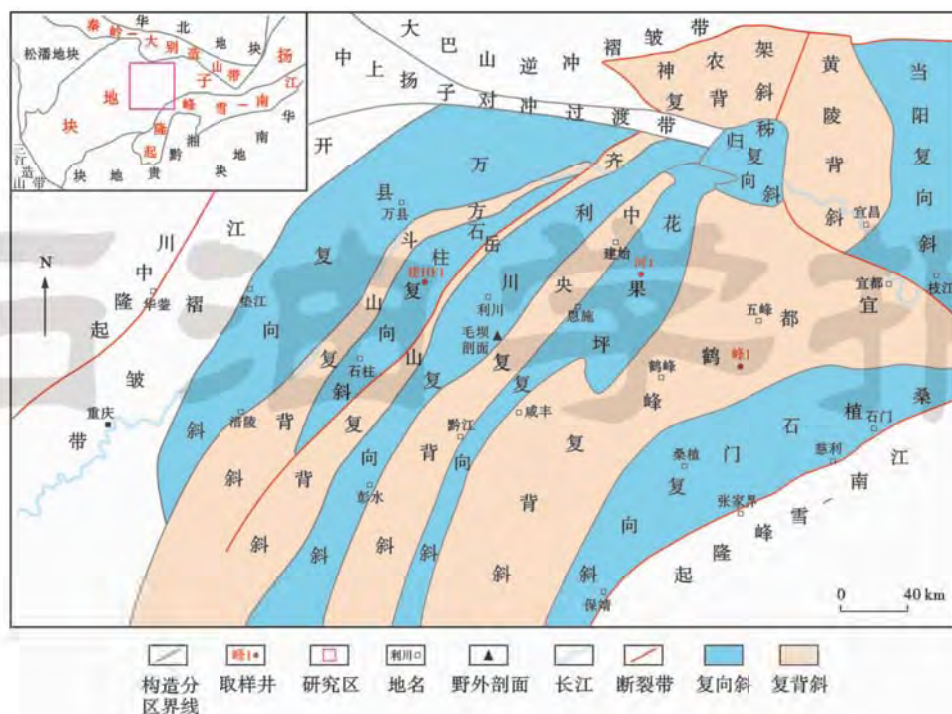 秦岭—大别造山带
华北地块
松潘地块
扬子地块
江南—雪峰隆起
湘黔
华南地块
贵地块
三江造山带
大巴山逆冲褶皱带
中上扬子对冲过渡带
神农架复背斜
黄陵背斜
当阳复向斜
秭归复向斜
川中隆起
开江褶皱带
万县复向斜
方斗山复背斜
石柱复向斜
齐岳山复背斜
利川复向斜
中央复背斜
花果坪复向斜
宜都鹤峰复背斜
桑植石门复向斜
江南雪峰隆起
万县
华蓥
垫江
重庆
涪陵
石柱
利川
毛坝剖面
建始
河1
恩施
宜昌
宜都
枝江
五峰
鹤峰
峰1
咸丰
黔江
彭水
桑植
石门
慈利
张家界
保靖
N
0 40 km
构造分区界线
峰1
取样井
研究区
利川
地名
野外剖面
长江
断裂带
复向斜
复背斜